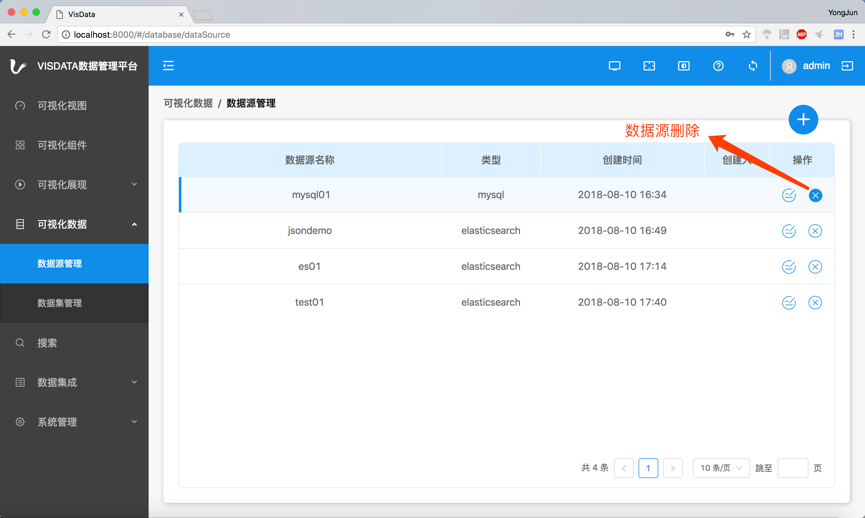 VisData
YongJun
localhost:8000/#/database/dataSource
ABP
JH
VISDATA数据管理平台
admin
可视化视图
可视化组件
可视化展现
可视化数据
数据源管理
数据集管理
搜索
数据集成
系统管理
可视化数据 / 数据源管理
数据源删除
数据源名称 类型 创建时间 创建人 操作
mysql01 mysql 2018-08-10 16:34
jsondemo elasticsearch 2018-08-10 16:49
es01 elasticsearch 2018-08-10 17:14
test01 elasticsearch 2018-08-10 17:40
共 4 条 < 1 > 10 条/页 跳至 页